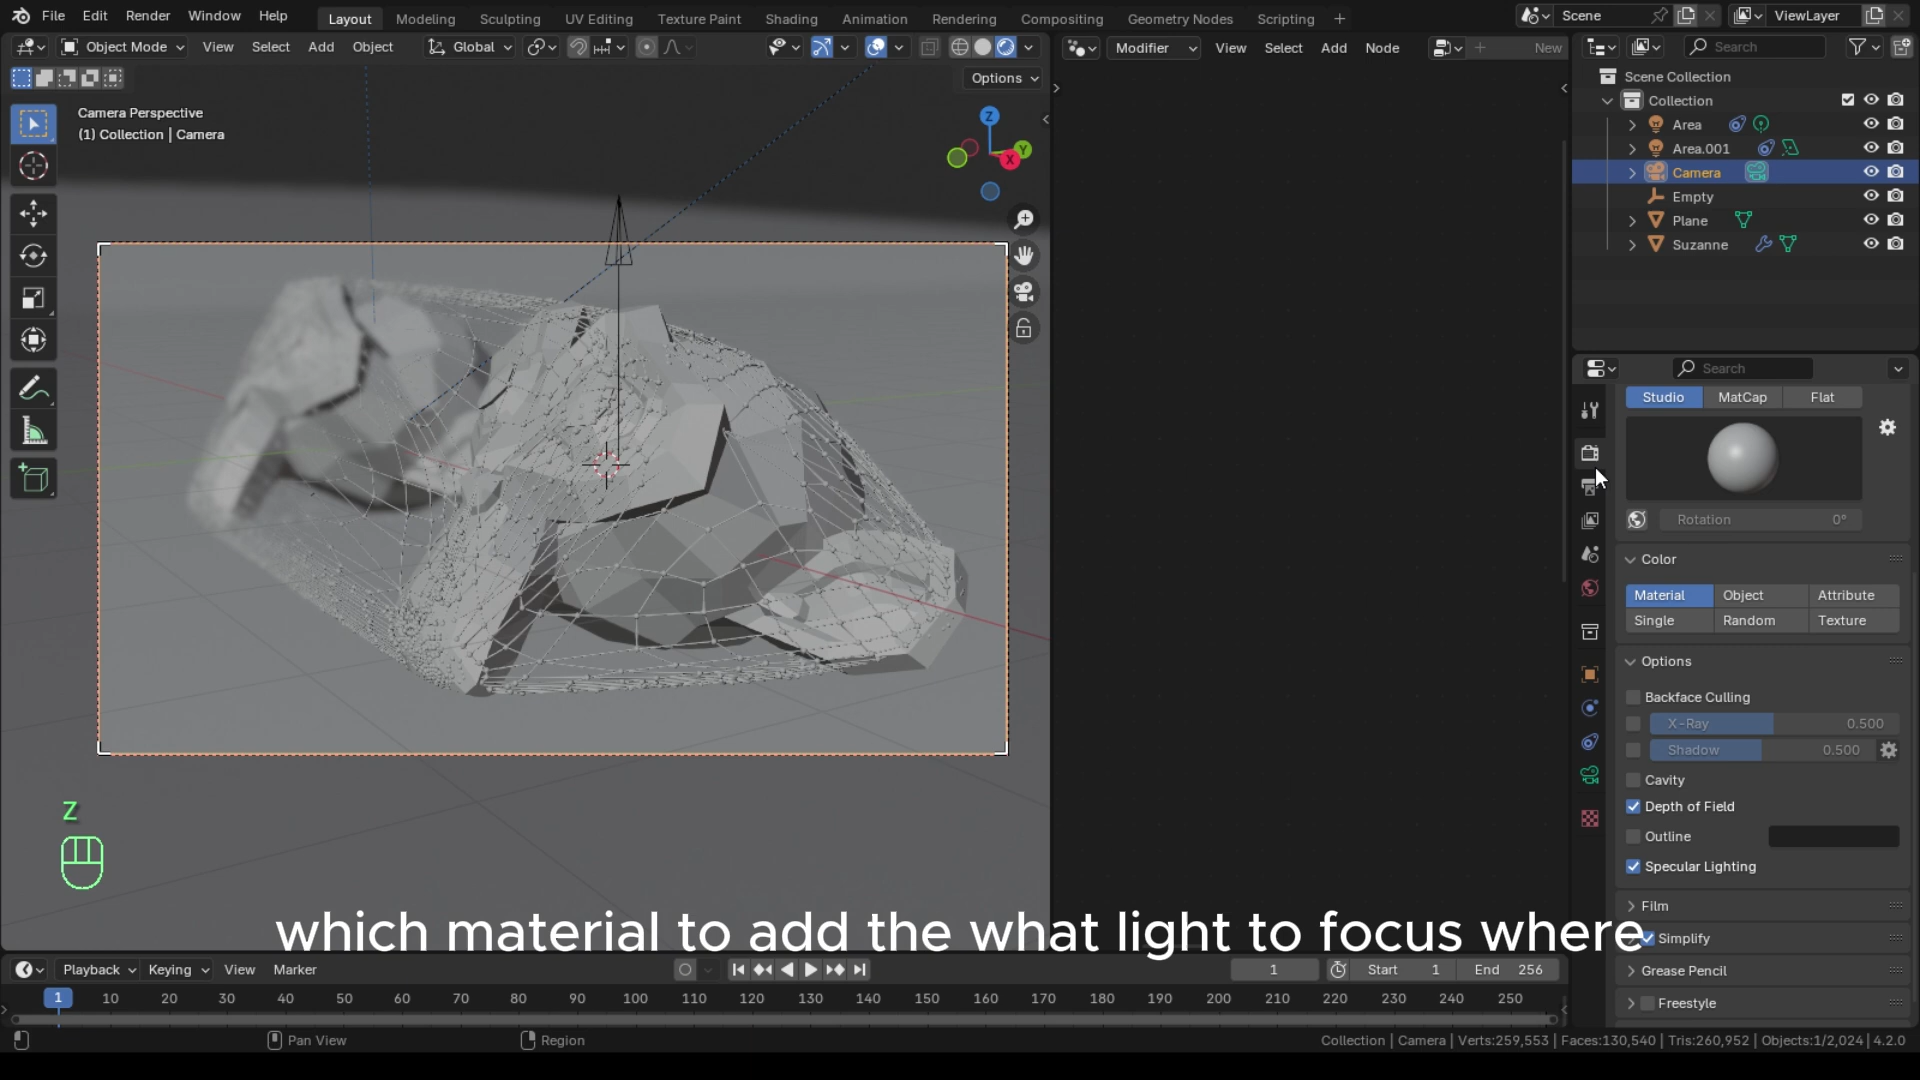 File Edit Render Window Help Layout Modeling Sculpting UV Editing Texture Paint Shading Animation Rendering Compositing Geometry Nodes Scripting + Scene ViewLayer
Object Mode View Select Add Object Global Modifier View Select Add Node New Search
Options
Camera Perspective
(1) Collection | Camera
Z
Y
X
Scene Collection
Collection
Area
Area.001
Camera
Empty
Plane
Suzanne
Search
Studio MatCap Flat
Rotation 0°
Color
Material Object Attribute
Single Random Texture
Options
Backface Culling
X-Ray 0.500
Shadow 0.500
Cavity
Depth of Field
Outline
Specular Lighting
Film
Simplify
Grease Pencil
Freestyle
Z
which material to add the what light to focus where
Playback Keying View Marker 1 Start 1 End 256
1 10 20 30 40 50 60 70 80 90 100 110 120 130 140 150 160 170 180 190 200 210 220 230 240 250
Pan View Region Collection | Camera | Verts:259,553 | Faces:130,540 | Tris:260,952 | Objects:1/2,024 | 4.2.0